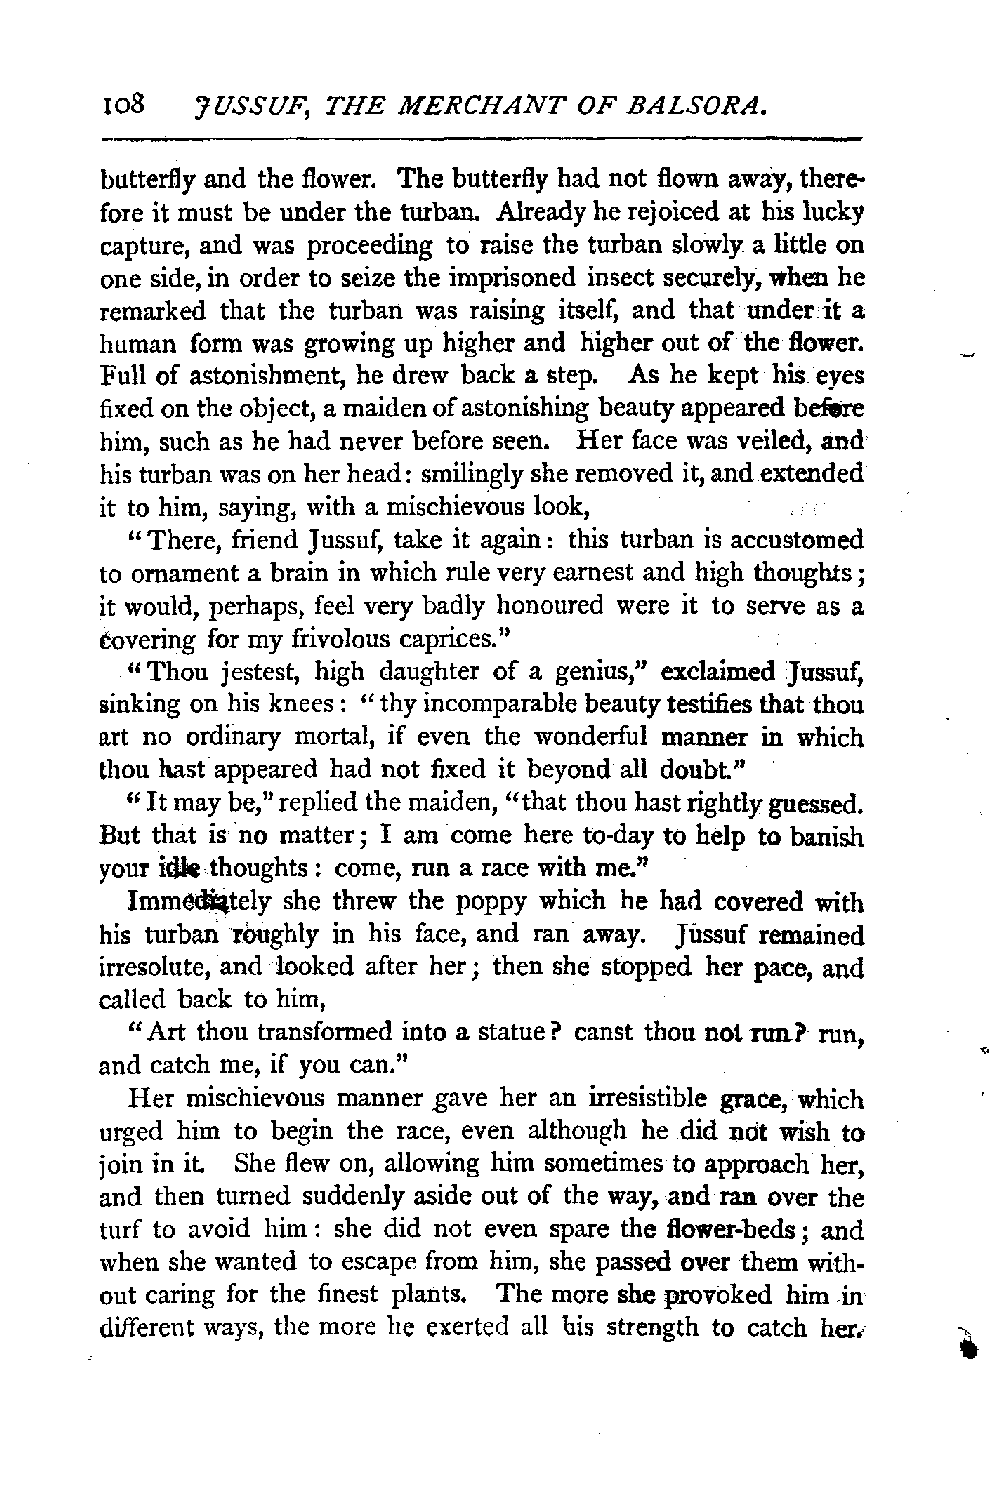 108 JUSSUF, THE MERCHANT OF BALSORA.
butterfly and the flower. The butterfly had not flown away, there-
fore it must be under the turban. Already he rejoiced at his lucky
capture, and was proceeding to raise the turban slowly a little on
one side, in order to seize the imprisoned insect securely, when he
remarked that the turban was raising itself, and that under it a
human form was growing up higher and higher out of the flower.
Full of astonishment, he drew back a step. As he kept his eyes
fixed on the object, a maiden of astonishing beauty appeared before
him, such as he had never before seen. Her face was veiled, and
his turban was on her head: smilingly she removed it, and extended
it to him, saying, with a mischievous look,
"There, friend Jussuf, take it again: this turban is accustomed
to ornament a brain in which rule very earnest and high thoughts;
it would, perhaps, feel very badly honoured were it to serve as a
covering for my frivolous caprices."
"Thou jestest, high daughter of a genius," exclaimed Jussuf,
sinking on his knees: "thy incomparable beauty testifies that thou
art no ordinary mortal, if even the wonderful manner in which
thou hast appeared had not fixed it beyond all doubt."
"It may be," replied the maiden, "that thou hast rightly guessed.
But that is no matter; I am come here to-day to help to banish
your idle thoughts: come, run a race with me."
Immediately she threw the poppy which he had covered with
his turban roughly in his face, and ran away. Jussuf remained
irresolute, and looked after her; then she stopped her pace, and
called back to him,
"Art thou transformed into a statue? canst thou not run? run,
and catch me, if you can."
Her mischievous manner gave her an irresistible grace, which
urged him to begin the race, even although he did not wish to
join in it. She flew on, allowing him sometimes to approach her,
and then turned suddenly aside out of the way, and ran over the
turf to avoid him: she did not even spare the flower-beds; and
when she wanted to escape from him, she passed over them with-
out caring for the finest plants. The more she provoked him in
different ways, the more he exerted all his strength to catch her.